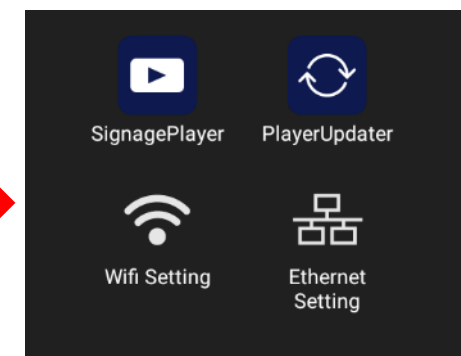 SignagePlayer
PlayerUpdater
Wifi Setting
Ethernet
Setting